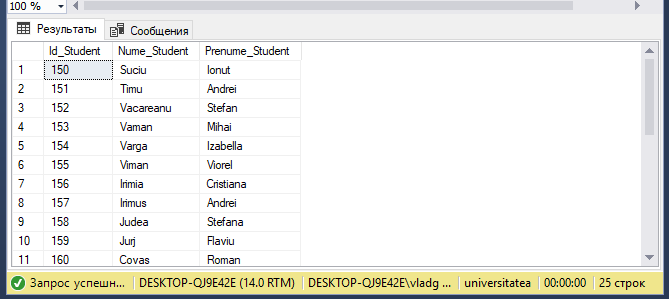 100 %
Результаты Сообщения
Id_Student Nume_Student Prenume_Student
1 150 Suciu Ionut
2 151 Timu Andrei
3 152 Vacareanu Stefan
4 153 Vaman Mihai
5 154 Varga Izabella
6 155 Viman Viorel
7 156 Irimia Cristiana
8 157 Irimus Andrei
9 158 Judea Stefana
10 159 Jurj Flaviu
11 160 Covas Roman
Запрос успешн... DESKTOP-QJ9E42E (14.0 RTM) DESKTOP-QJ9E42E\vladg ... universitatea 00:00:00 25 строк